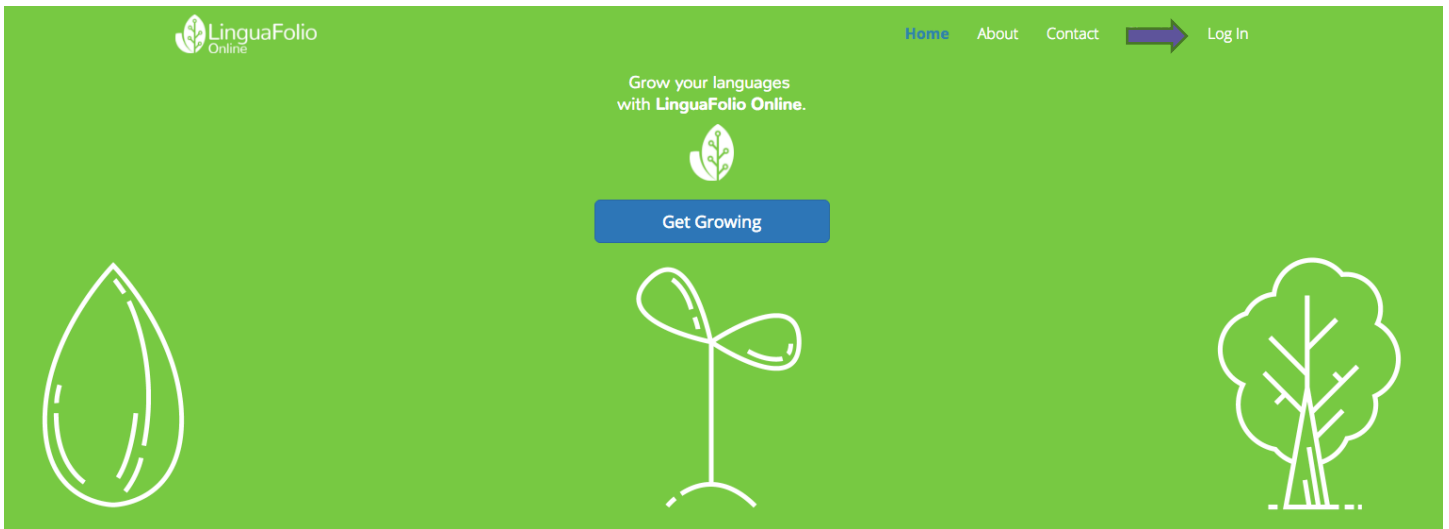 LinguaFolio
Online
Home About Contact Log In
Grow your languages
with LinguaFolio Online.
Get Growing